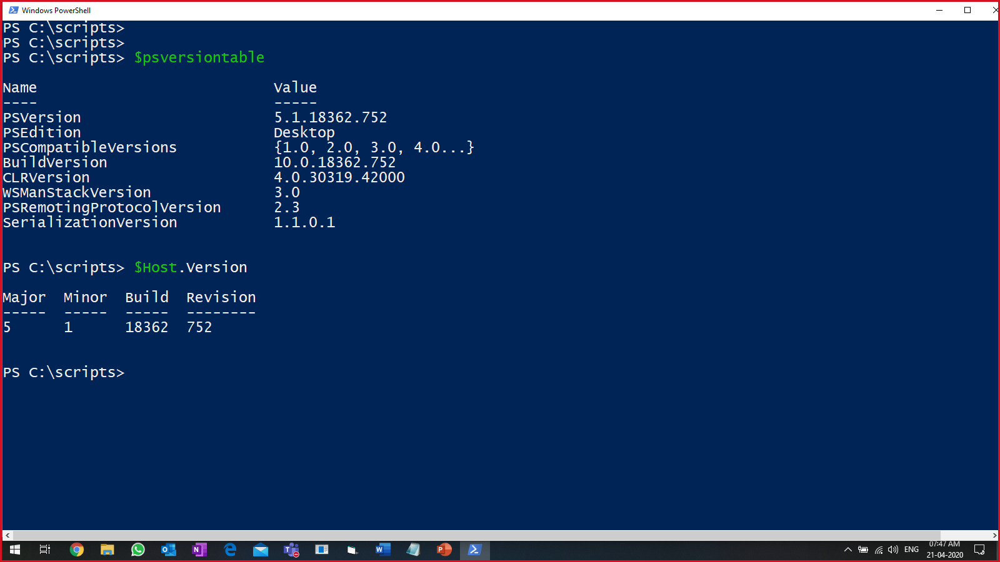 Windows PowerShell
PS C:\scripts>
PS C:\scripts>
PS C:\scripts> $psversiontable
Name                           Value
----                           -----
PSVersion                      5.1.18362.752
PSEdition                      Desktop
PSCompatibleVersions           {1.0, 2.0, 3.0, 4.0...}
BuildVersion                   10.0.18362.752
CLRVersion                     4.0.30319.42000
WSManStackVersion              3.0
PSRemotingProtocolVersion      2.3
SerializationVersion           1.1.0.1
PS C:\scripts> $Host.Version
Major  Minor  Build  Revision
-----  -----  -----  --------
5      1      18362  752
PS C:\scripts>
ENG
07:47 AM
21-04-2020